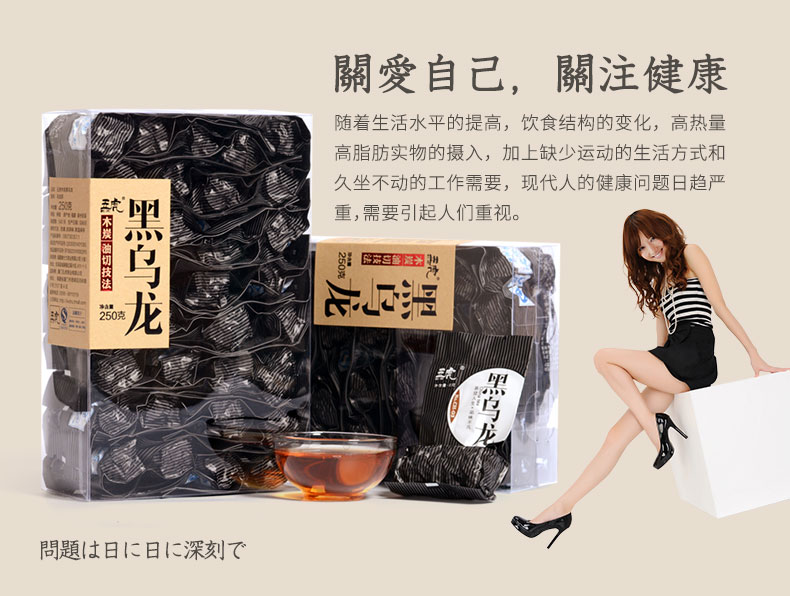 關愛自己，關注健康
随着生活水平的提高，饮食结构的变化，高热量
高脂肪实物的摄入，加上缺少运动的生活方式和
久坐不动的工作需要，现代人的健康问题日趋严
重,需要引起人们重视。
黑乌龙
木炭 油切技法
净含量
250克
250克
黑乌龙
木炭 油切技法
250克
黑乌龙
問題は日に日に深刻で